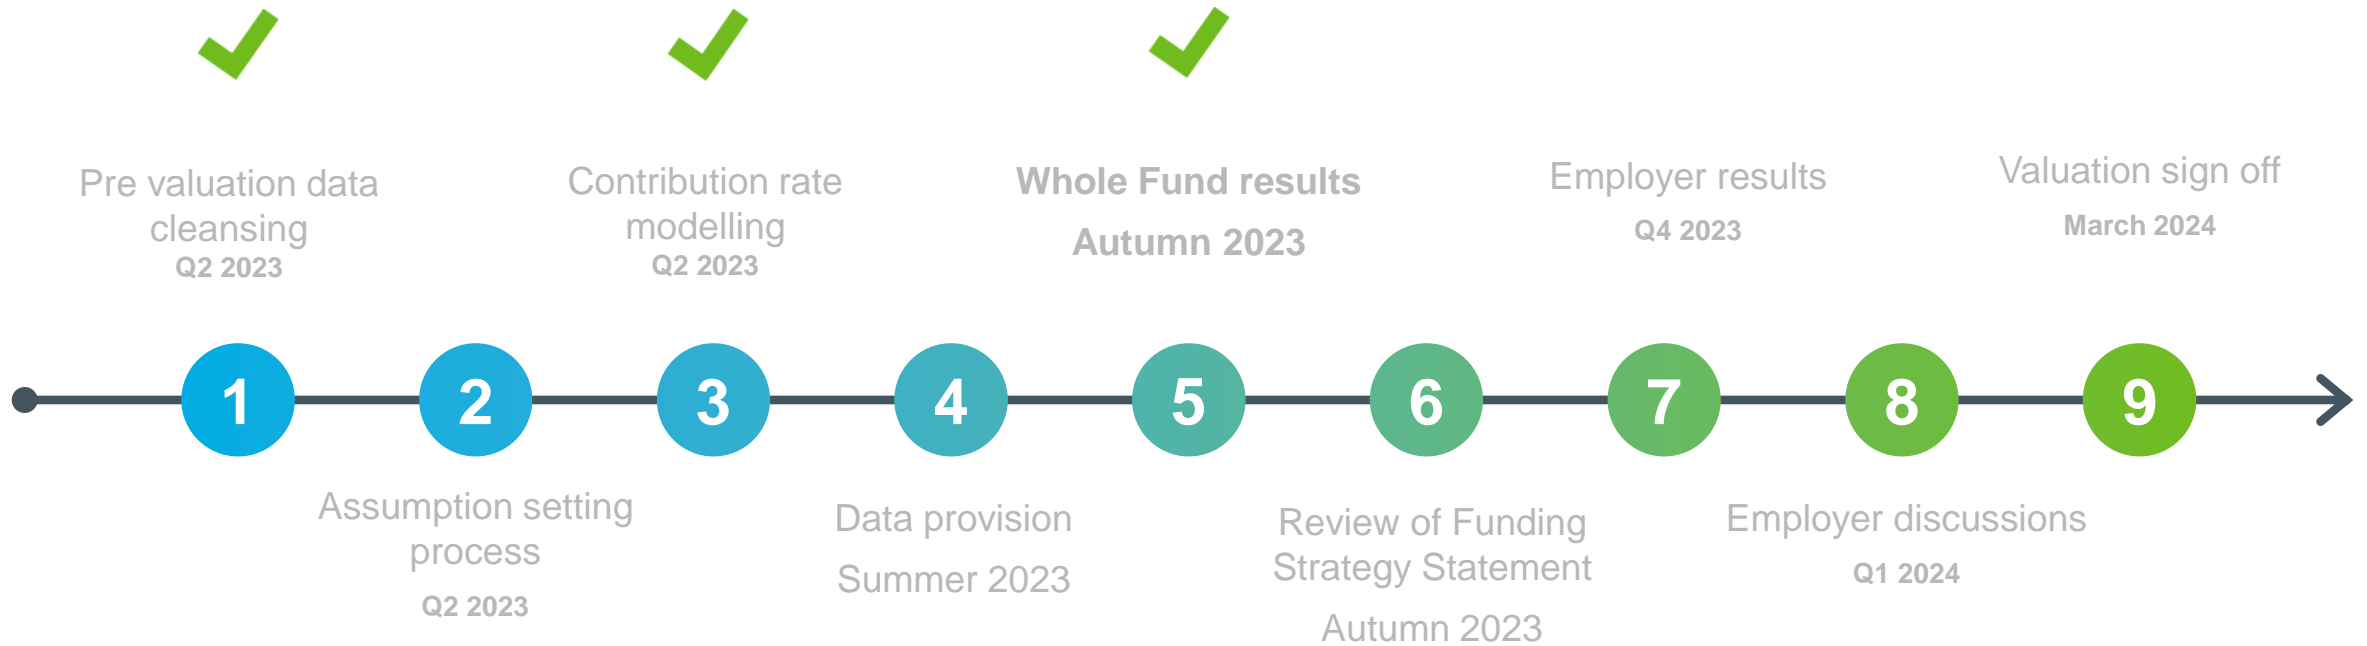 Pre valuation data
cleansing
Q2 2023
Contribution rate
modelling
Q2 2023
Whole Fund results
Autumn 2023
Employer results
Q4 2023
Valuation sign off
March 2024
1
2
3
4
5
6
7
8
9
Assumption setting
process
Q2 2023
Data provision
Summer 2023
Review of Funding
Strategy Statement
Autumn 2023
Employer discussions
Q1 2024